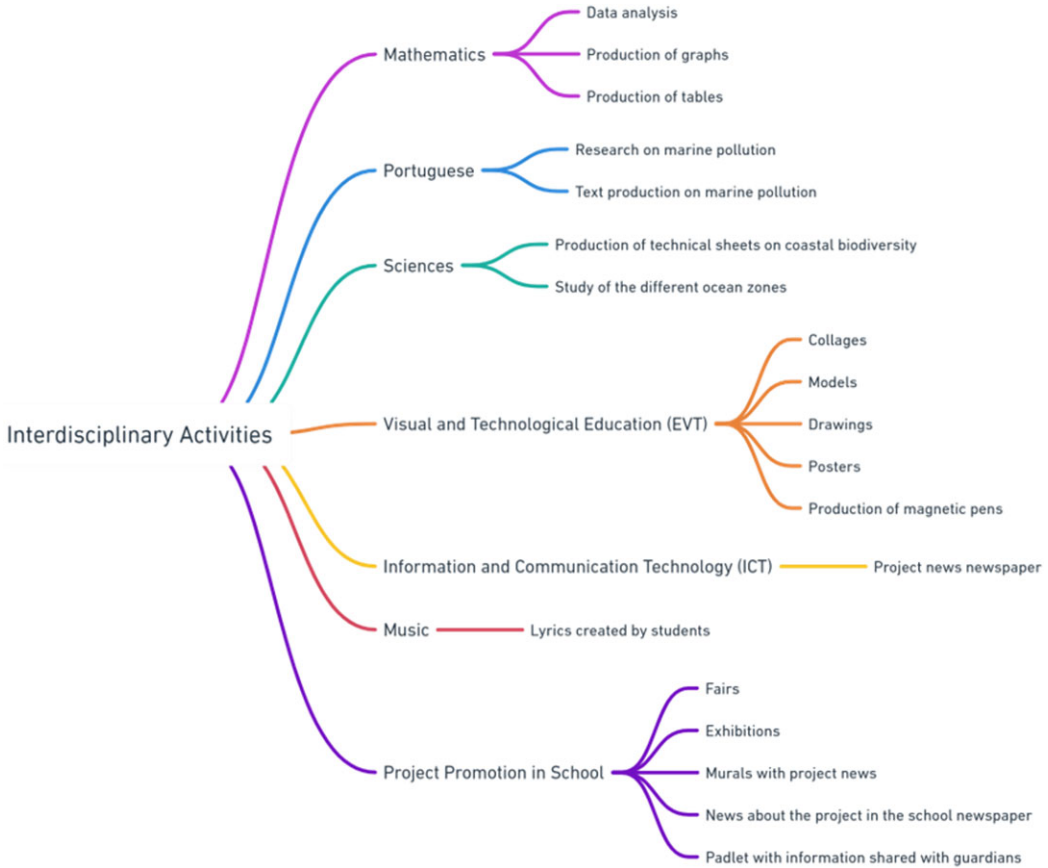 Interdisciplinary Activities
Mathematics
Data analysis
Production of graphs
Production of tables
Portuguese
Research on marine pollution
Text production on marine pollution
Sciences
Production of technical sheets on coastal biodiversity
Study of the different ocean zones
Visual and Technological Education (EVT)
Collages
Models
Drawings
Posters
Production of magnetic pens
Information and Communication Technology (ICT)
Project news newspaper
Music
Lyrics created by students
Project Promotion in School
Fairs
Exhibitions
Murals with project news
News about the project in the school newspaper
Padlet with information shared with guardians